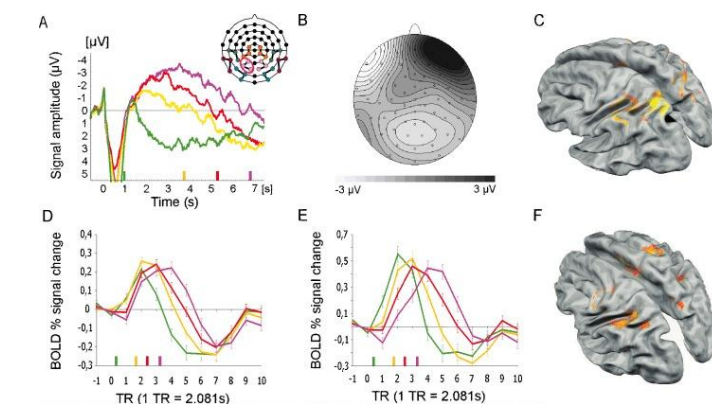 A
B
C
[µV]
Signal amplitude (µV)
-4
-3
-2
-1
0
1
2
3
4
5
0 1 2 3 4 5 6 7 [s]
Time (s)
-3 µV
3 µV
D
E
F
BOLD % signal change
0,4
0,3
0,2
0,1
0
-0,1
-0,2
-0,3
-1 0 1 2 3 4 5 6 7 8 9 10
TR (1 TR = 2.081s)
BOLD % signal change
0,7
0,5
0,3
0,1
-0,1
-0,3
-1 0 1 2 3 4 5 6 7 8 9 10
TR (1 TR = 2.081s)